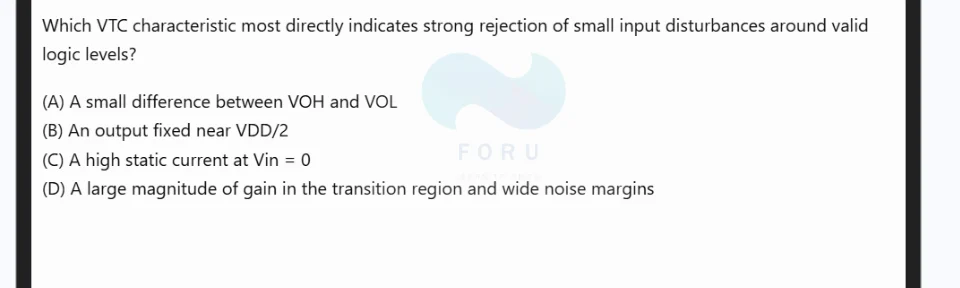 Which VTC characteristic most directly indicates strong rejection of small input disturbances around valid
logic levels?
(A) A small difference between VOH and VOL
(B) An output fixed near VDD/2
FORU
(C) A high static current at Vin = 0
(D) A large magnitude of gain in the transition region and wide noise margins